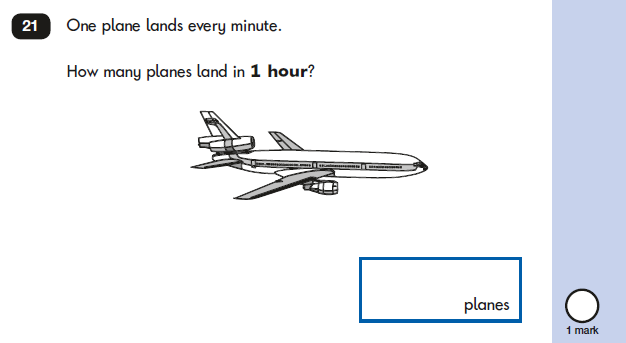 21 One plane lands every minute.
How many planes land in 1 hour?
planes
1 mark